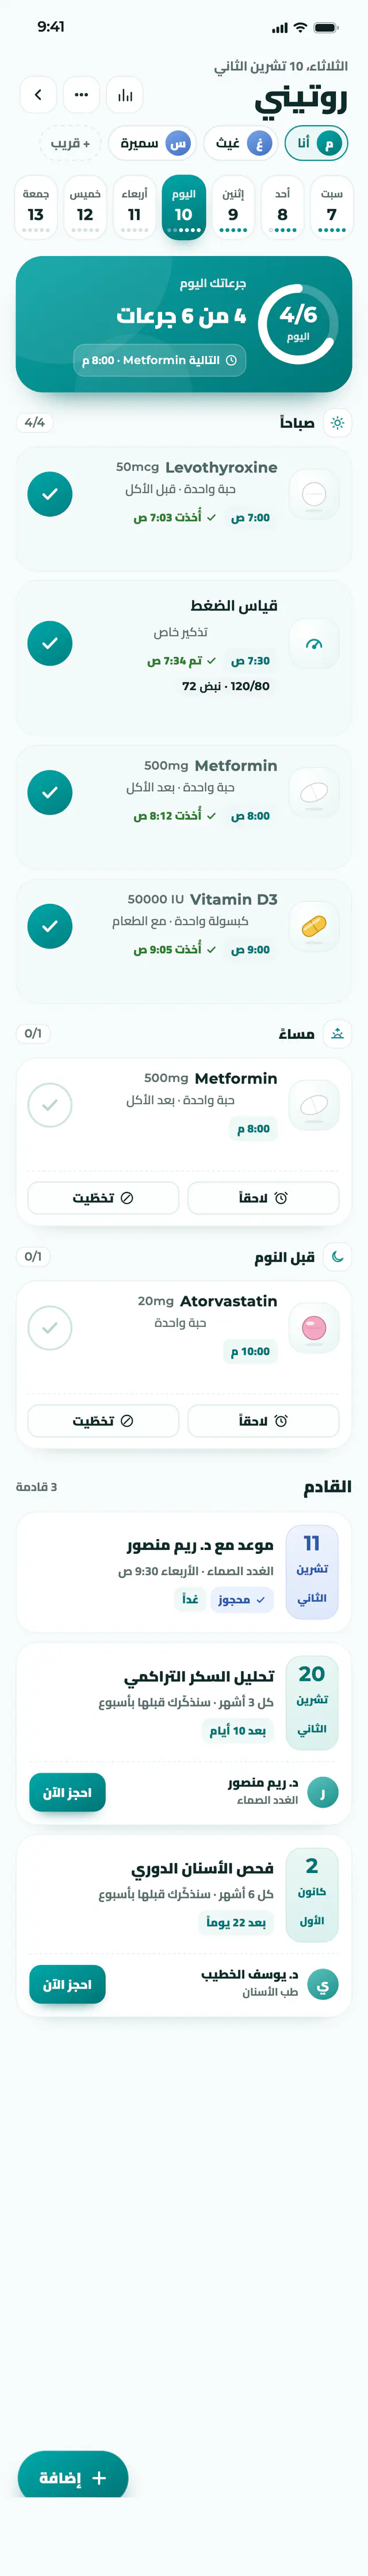 9:41
الثلاثاء، 10 تشرين الثاني
روتيني
م أنا
غ غيث
س سميرة
+ قريب
سبت 7
أحد 8
إثنين 9
اليوم 10
أربعاء 11
خميس 12
جمعة 13
جرعاتك اليوم
4/6
اليوم
4 من 6 جرعات
التالية Metformin · 8:00 م
صباحاً
4/4
Levothyroxine 50mcg
حبة واحدة · قبل الأكل
7:00 ص ✓ أُخذت 7:03 ص
قياس الضغط
تذكير خاص
7:30 ص ✓ تم 7:34 ص
120/80 · نبض 72
Metformin 500mg
حبة واحدة · بعد الأكل
8:00 ص ✓ أُخذت 8:12 ص
Vitamin D3 50000 IU
كبسولة واحدة · مع الطعام
9:00 ص ✓ أُخذت 9:05 ص
مساءً
0/1
Metformin 500mg
حبة واحدة · بعد الأكل
8:00 م
لاحقاً
تخطّيت
قبل النوم
0/1
Atorvastatin 20mg
حبة واحدة
10:00 م
لاحقاً
تخطّيت
القادم
3 قادمة
11
تشرين
الثاني
موعد مع د. ريم منصور
الغدد الصماء · الأربعاء 9:30 ص
✓ محجوز
غداً
20
تشرين
الثاني
تحليل السكر التراكمي
كل 3 أشهر · سنذكّرك قبلها بأسبوع
بعد 10 أيام
ر
د. ريم منصور
الغدد الصماء
احجز الآن
2
كانون
الأول
فحص الأسنان الدوري
كل 6 أشهر · سنذكّرك قبلها بأسبوع
بعد 22 يوماً
ي
د. يوسف الخطيب
طب الأسنان
احجز الآن
+ إضافة